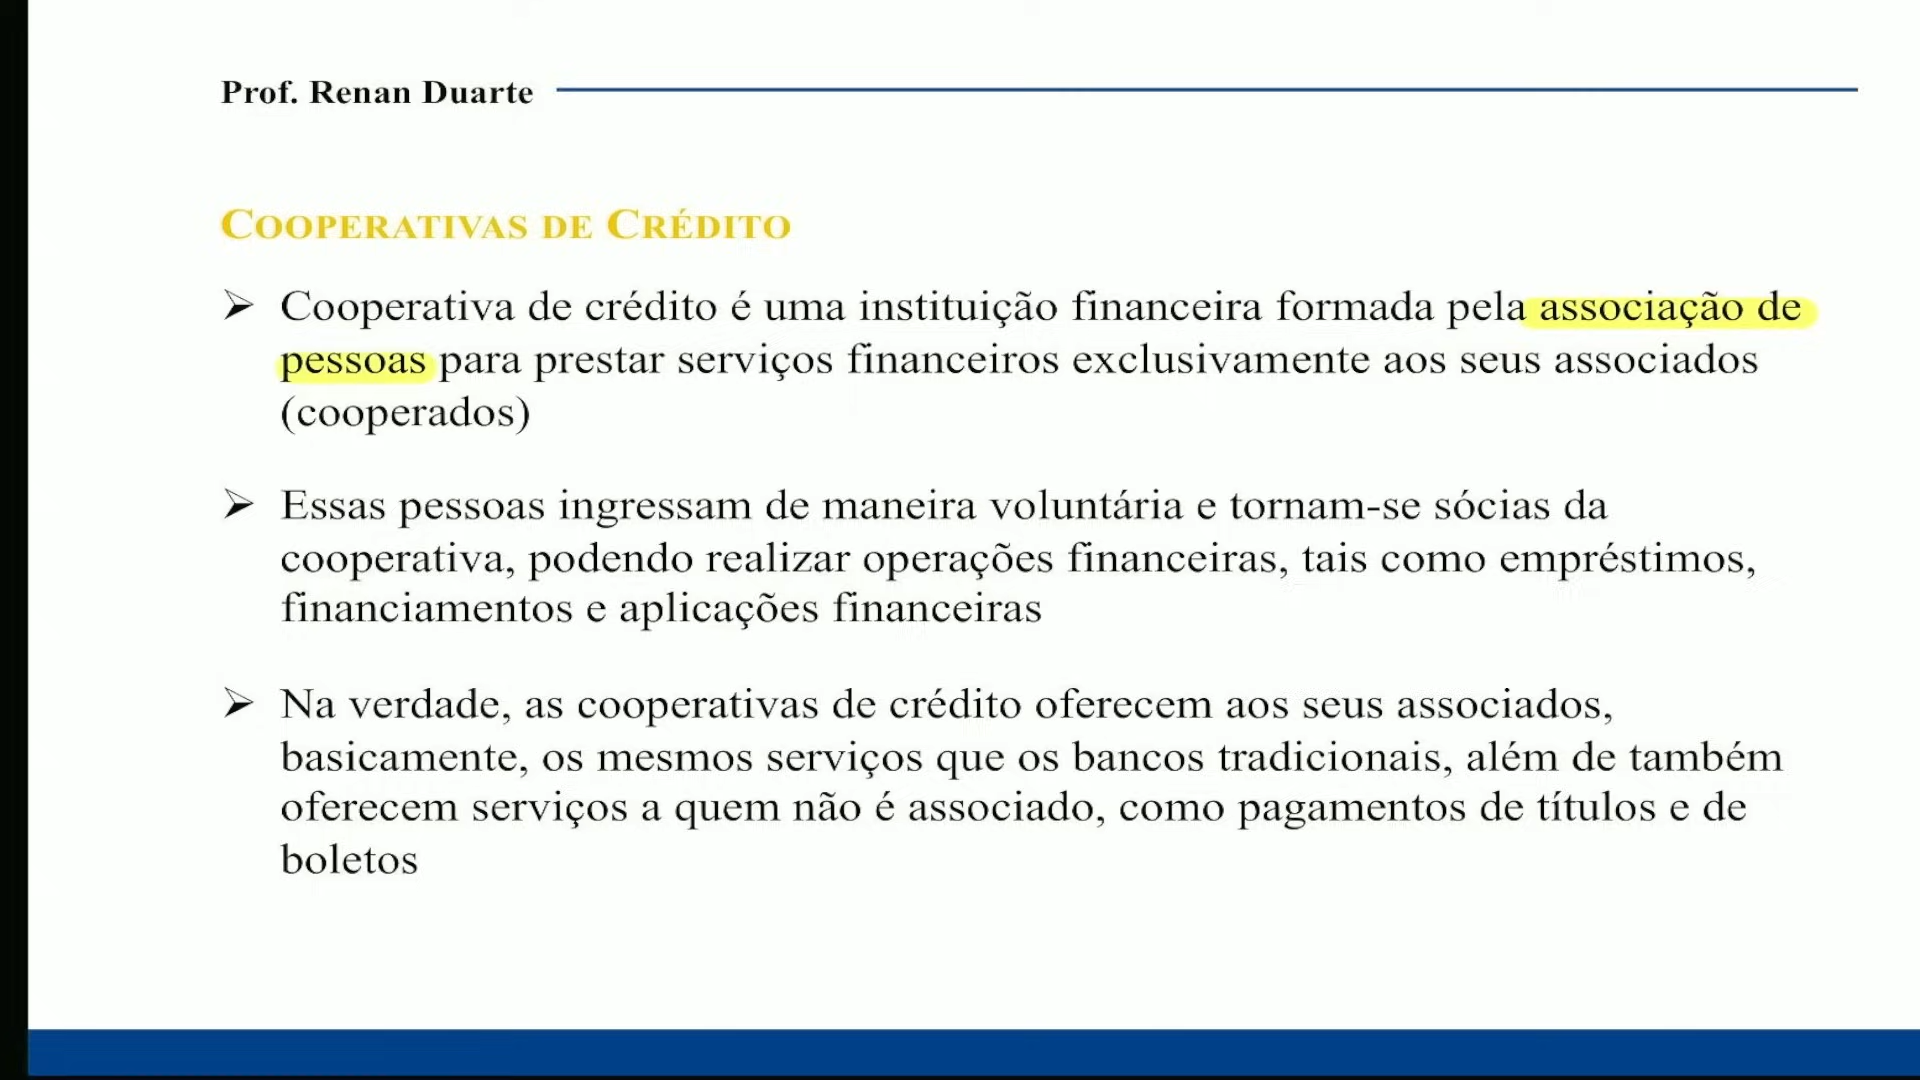 Prof. Renan Duarte
COOPERATIVAS DE CRÉDITO
➢ Cooperativa de crédito é uma instituição financeira formada pela associação de
pessoas para prestar serviços financeiros exclusivamente aos seus associados
(cooperados)
➢ Essas pessoas ingressam de maneira voluntária e tornam-se sócias da
cooperativa, podendo realizar operações financeiras, tais como empréstimos,
financiamentos e aplicações financeiras
➢ Na verdade, as cooperativas de crédito oferecem aos seus associados,
basicamente, os mesmos serviços que os bancos tradicionais, além de também
oferecem serviços a quem não é associado, como pagamentos de títulos e de
boletos